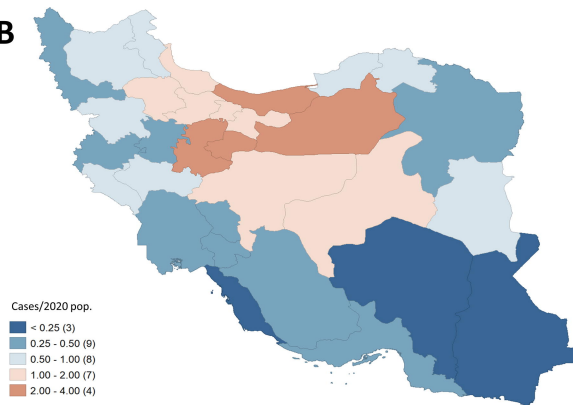 B
Cases/2020 pop.
< 0.25 (3)
0.25 - 0.50 (9)
0.50 - 1.00 (8)
1.00 - 2.00 (7)
2.00 - 4.00 (4)